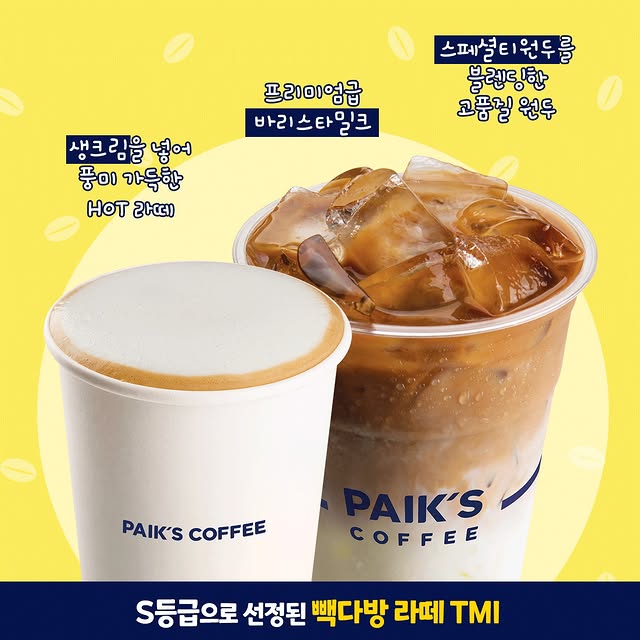 스페셜티원두를
블렌딩한
고품질 원두
프리미엄급
바리스타밀크
생크림을 넣어
풍미 가득한
HOT 라떼
PAIK'S COFFEE
PAIK'S
COFFEE
S등급으로 선정된 빽다방 라떼 TMI